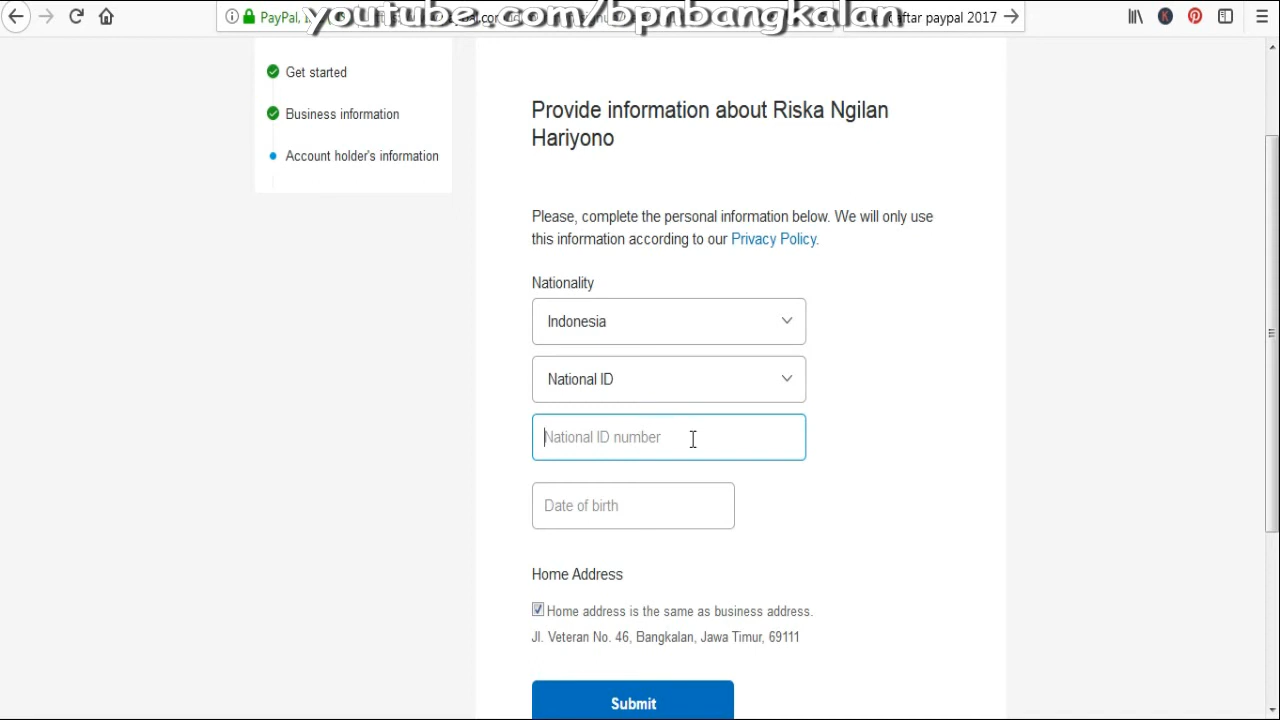 youtube.com/bpnbangkalan
PayPal,
aftar paypal 2017
Get started
Business information
Account holder's information
Provide information about Riska Ngilan
Hariyono
Please, complete the personal information below. We will only use
this information according to our Privacy Policy.
Nationality
Indonesia
National ID
National ID number
Date of birth
Home Address
Home address is the same as business address.
Jl. Veteran No. 46, Bangkalan, Jawa Timur, 69111
Submit